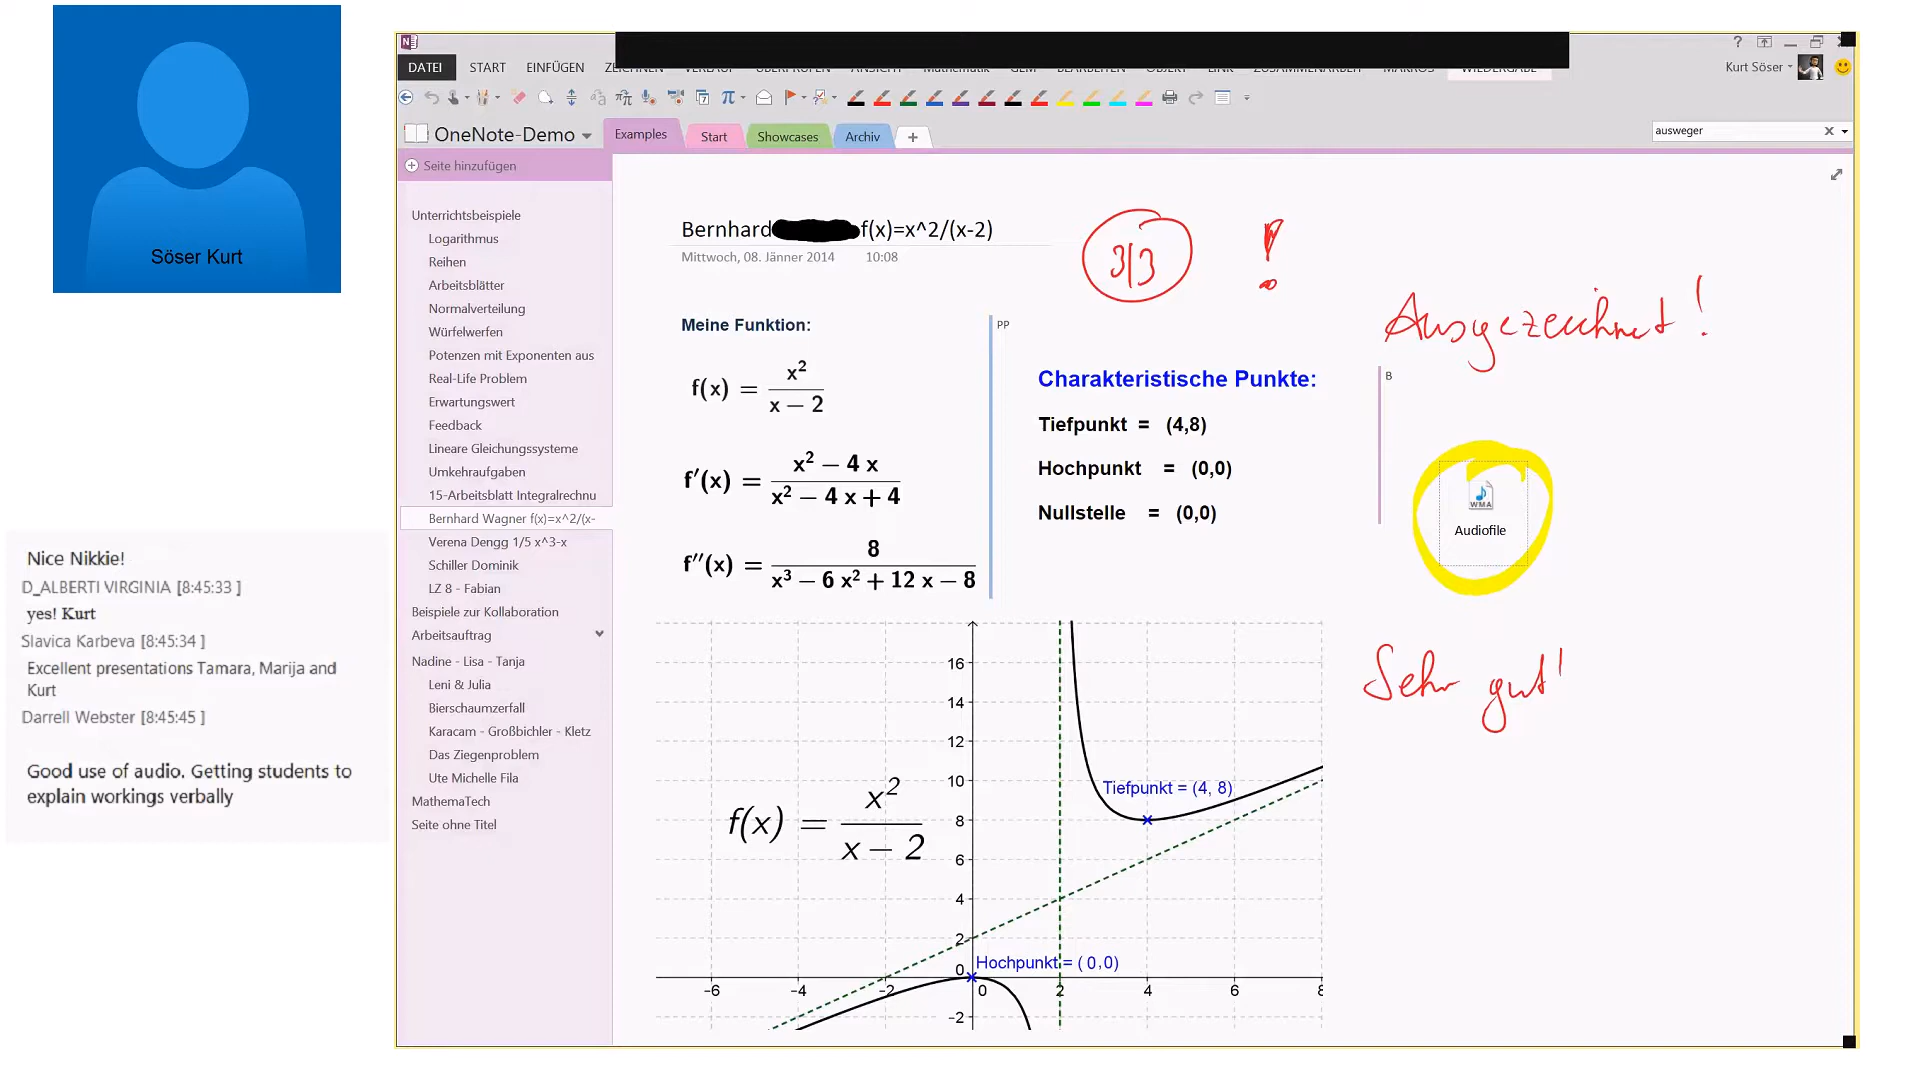 Söser Kurt
Nice Nikkie!
D_ALBERTI VIRGINIA [8:45:33 ]
yes! Kurt
Slavica Karbeva [8:45:34 ]
Excellent presentations Tamara, Marija and
Kurt
Darrell Webster [8:45:45 ]
Good use of audio. Getting students to
explain workings verbally
DATEI START EINFÜGEN
Kurt Söser
OneNote-Demo Examples Start Showcases Archiv +
ausweger
Seite hinzufügen
Unterrichtsbeispiele
Logarithmus
Reihen
Arbeitsblätter
Normalverteilung
Würfelwerfen
Potenzen mit Exponenten aus
Real-Life Problem
Erwartungswert
Feedback
Lineare Gleichungssysteme
Umkehraufgaben
15-Arbeitsblatt Integralrechnu
Bernhard Wagner f(x)=x^2/(x-
Verena Dengg 1/5 x^3-x
Schiller Dominik
LZ 8 - Fabian
Beispiele zur Kollaboration
Arbeitsauftrag
Nadine - Lisa - Tanja
Leni & Julia
Bierschaumzerfall
Karacam - Großbichler - Kletz
Das Ziegenproblem
Ute Michelle Fila
MathemaTech
Seite ohne Titel
Bernhard f(x)=x^2/(x-2)
Mittwoch, 08. Jänner 2014 10:08
3|3 !
Ausgezeichnet!
Meine Funktion:
f(x) = x² / (x − 2)
f′(x) = (x² − 4 x) / (x² − 4 x + 4)
f′′(x) = 8 / (x³ − 6 x² + 12 x − 8)
PP
Charakteristische Punkte:
Tiefpunkt = (4,8)
Hochpunkt = (0,0)
Nullstelle = (0,0)
B
WMA
Audiofile
Sehr gut!
f(x) = x² / (x − 2)
16
14
12
10
8
6
4
2
0
-2
Tiefpunkt = (4, 8)
Hochpunkt = ( 0,0)
-6 -4 -2 0 2 4 6 8